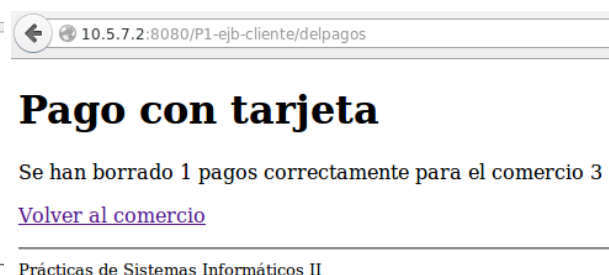 10.5.7.2:8080/P1-ejb-cliente/delpagos
Pago con tarjeta
Se han borrado 1 pagos correctamente para el comercio 3
Volver al comercio
Prácticas de Sistemas Informáticos II